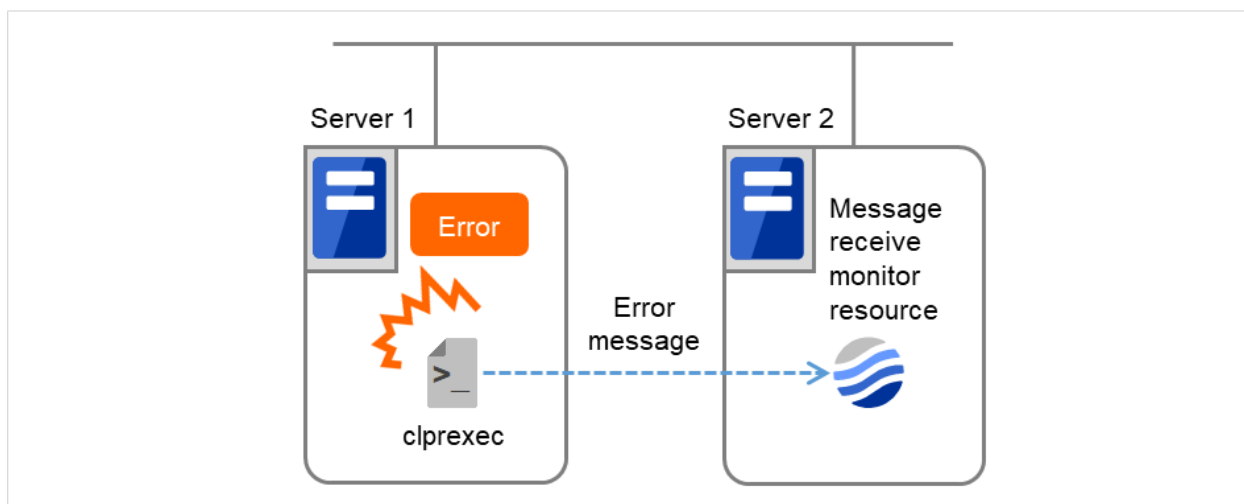 Server 1
Server 2
Error
Message
receive
monitor
resource
Error
message
>_
clprexec